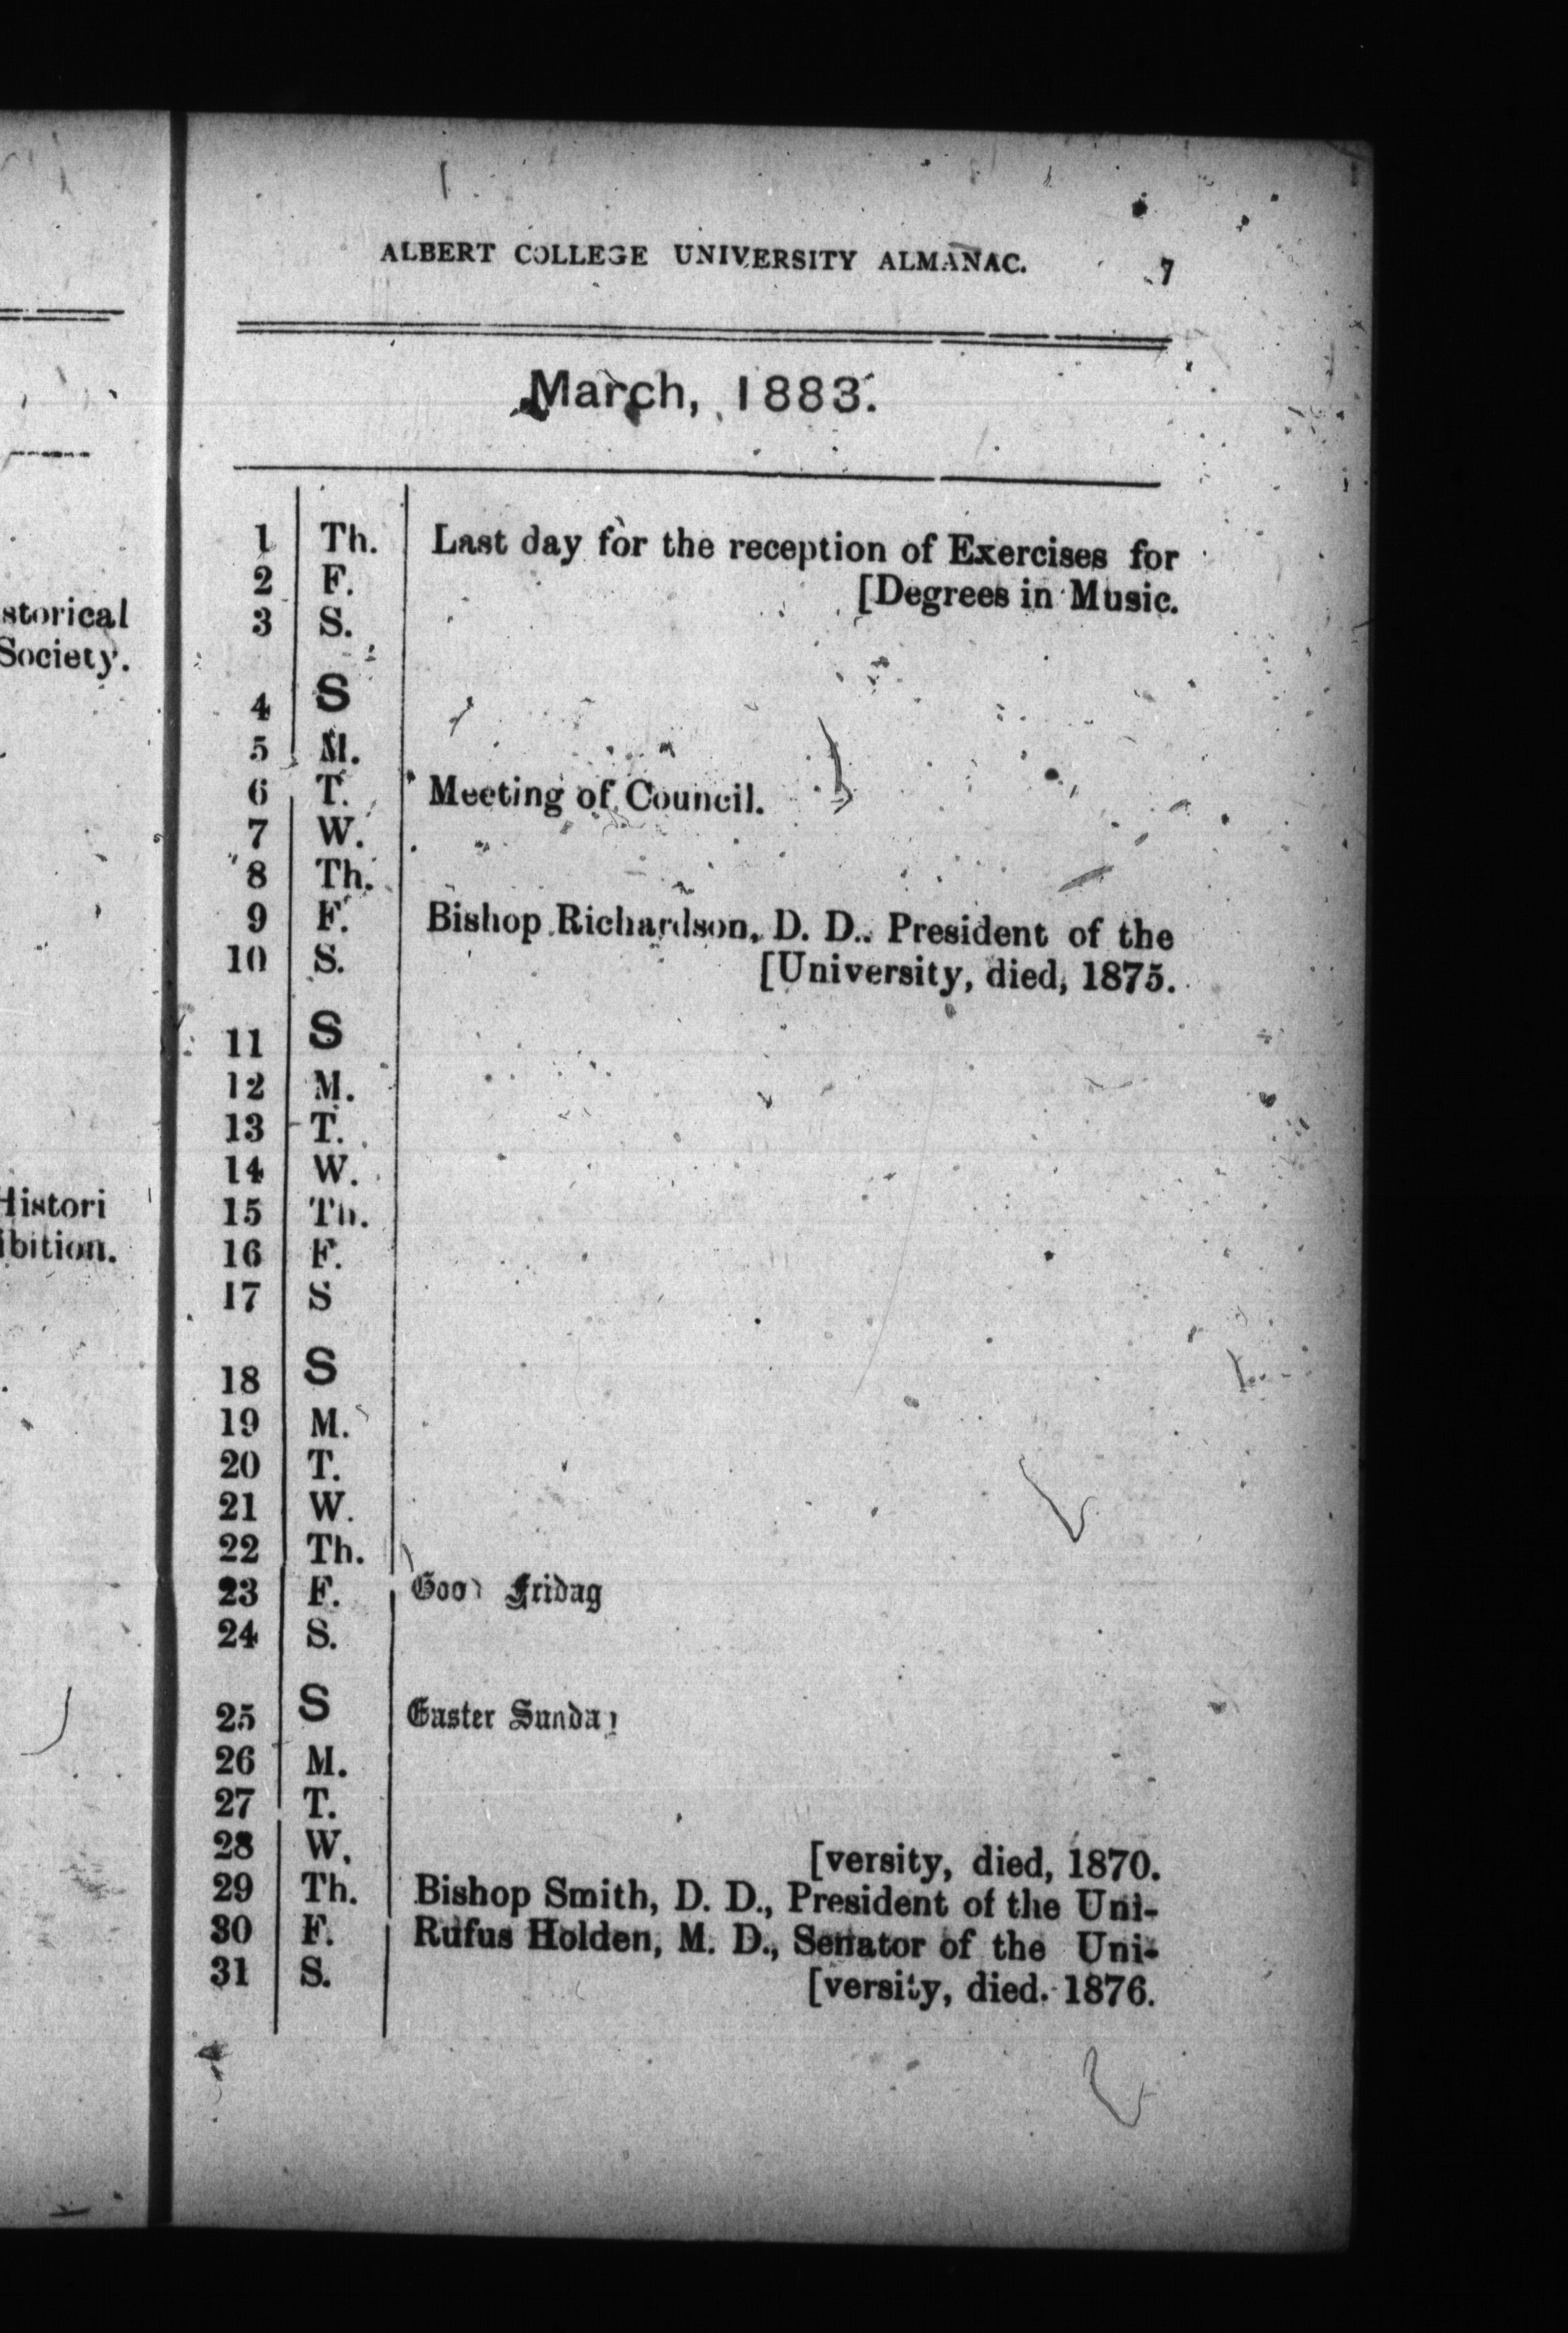 ALBERT COLLEGE UNIVERSITY ALMANAC. 7
March, 1883.
storical
Society.
Histori
ibition.
1 Th. Last day for the reception of Exercises for
2 F. [Degrees in Music.
3 S.
4 S
5 M.
6 T. Meeting of Council.
7 W.
8 Th.
9 F. Bishop Richardson, D. D.. President of the
10 S. [University, died, 1875.
11 S
12 M.
13 T.
14 W.
15 Th.
16 F.
17 S
18 S
19 M.
20 T.
21 W.
22 Th.
23 F. Good Friday
24 S.
25 S Easter Sunday
26 M.
27 T.
28 W. [versity, died, 1870.
29 Th. Bishop Smith, D. D., President of the Uni-
30 F. Rufus Holden, M. D., Senator of the Uni-
31 S. [versity, died. 1876.